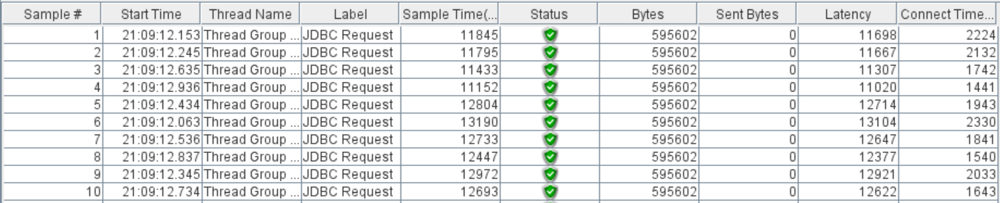 Sample # Start Time Thread Name Label Sample Time(... Status Bytes Sent Bytes Latency Connect Time...
1 21:09:12.153 Thread Group ... JDBC Request 11845 595602 0 11698 2224
2 21:09:12.245 Thread Group ... JDBC Request 11795 595602 0 11667 2132
3 21:09:12.635 Thread Group ... JDBC Request 11433 595602 0 11307 1742
4 21:09:12.936 Thread Group ... JDBC Request 11152 595602 0 11020 1441
5 21:09:12.434 Thread Group ... JDBC Request 12804 595602 0 12714 1943
6 21:09:12.063 Thread Group ... JDBC Request 13190 595602 0 13104 2330
7 21:09:12.536 Thread Group ... JDBC Request 12733 595602 0 12647 1841
8 21:09:12.837 Thread Group ... JDBC Request 12447 595602 0 12377 1540
9 21:09:12.345 Thread Group ... JDBC Request 12972 595602 0 12921 2033
10 21:09:12.734 Thread Group ... JDBC Request 12693 595602 0 12622 1643